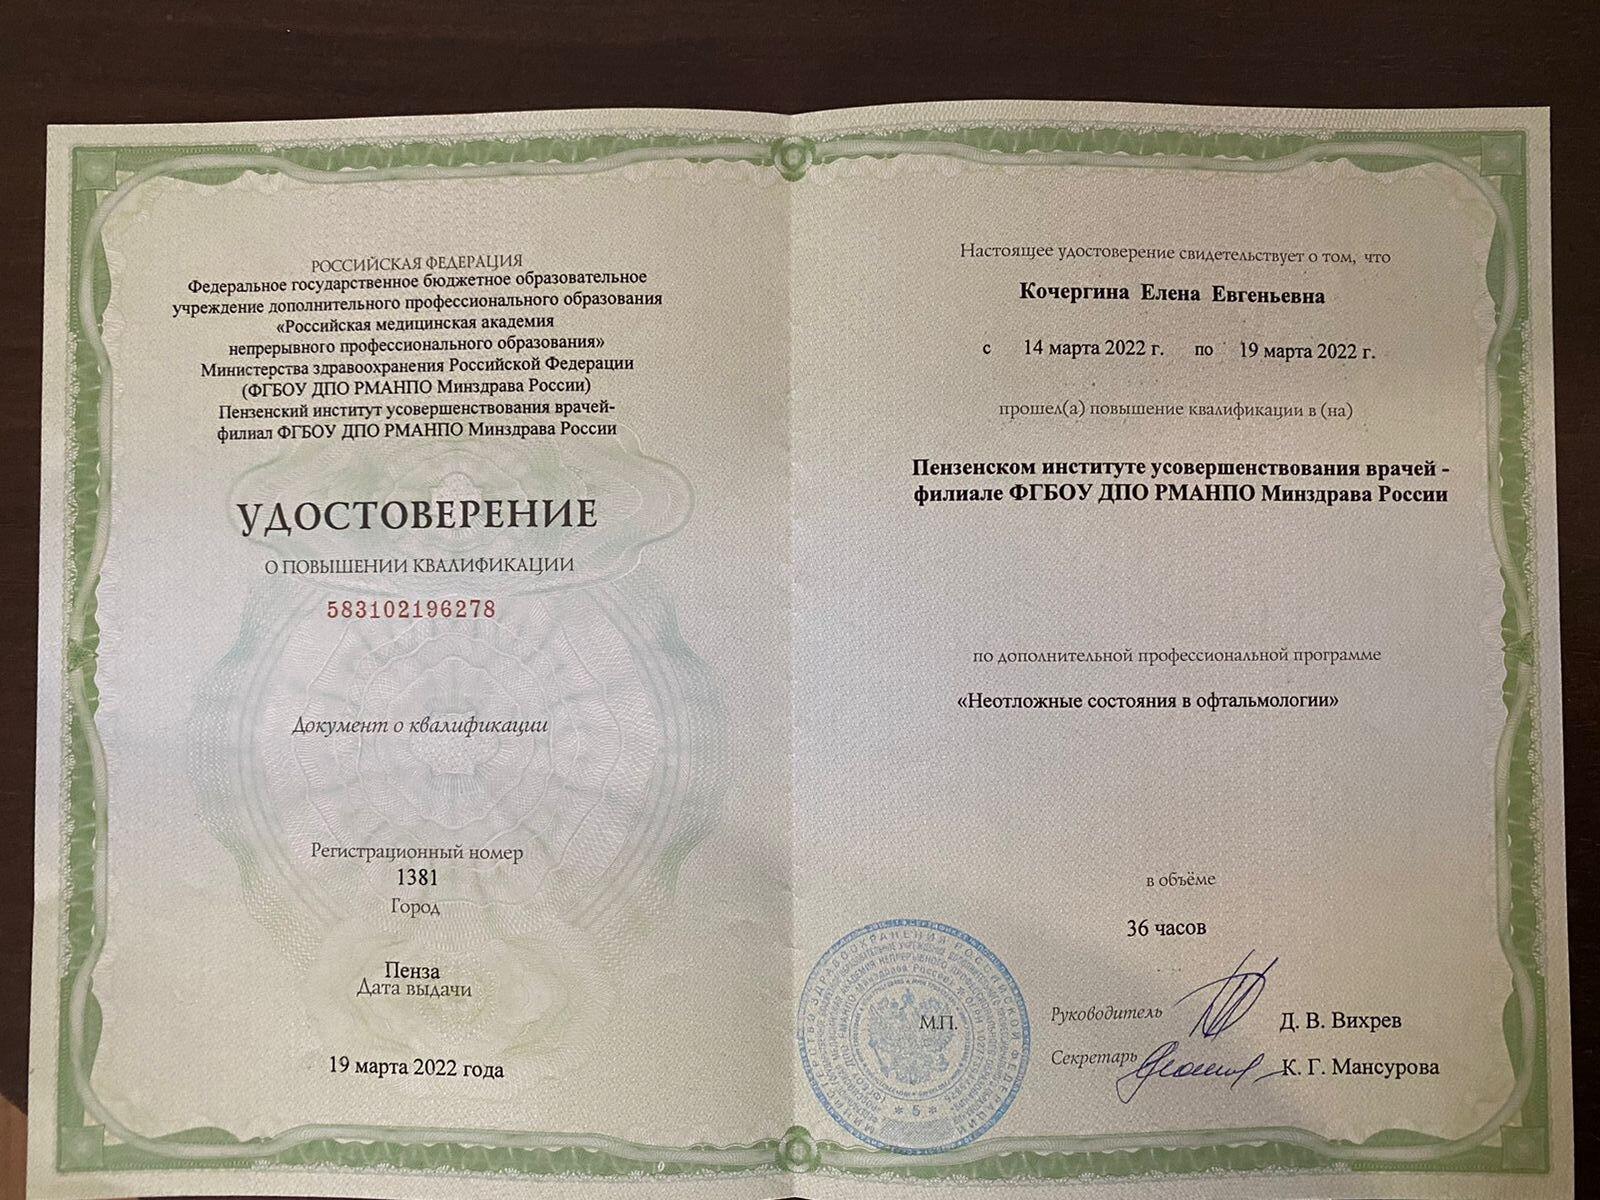 РОССИЙСКАЯ ФЕДЕРАЦИЯ
Федеральное государственное бюджетное образовательное
учреждение дополнительного профессионального образования
«Российская медицинская академия
непрерывного профессионального образования»
Министерства здравоохранения Российской Федерации
(ФГБОУ ДПО РМАНПО Минздрава России)
Пензенский институт усовершенствования врачей-
филиал ФГБОУ ДПО РМАНПО Минздрава России
УДОСТОВЕРЕНИЕ
О ПОВЫШЕНИИ КВАЛИФИКАЦИИ
583102196278
Документ о квалификации
Регистрационный номер
1381
Город
Пенза
Дата выдачи
19 марта 2022 года
Настоящее удостоверение свидетельствует о том, что
Кочергина Елена Евгеньевна
с 14 марта 2022 г. по 19 марта 2022 г.
прошел(а) повышение квалификации в (на)
Пензенском институте усовершенствования врачей -
филиале ФГБОУ ДПО РМАНПО Минздрава России
по дополнительной профессиональной программе
«Неотложные состояния в офтальмологии»
в объёме
36 часов
М.П.
Руководитель Д. В. Вихрев
Секретарь К. Г. Мансурова
* 5 *